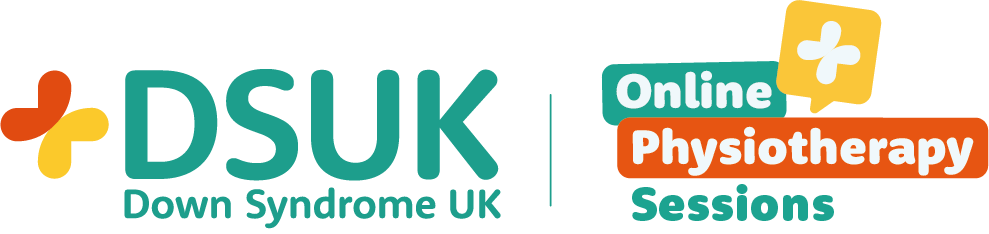 DSUK
Down Syndrome UK
Online
Physiotherapy
Sessions